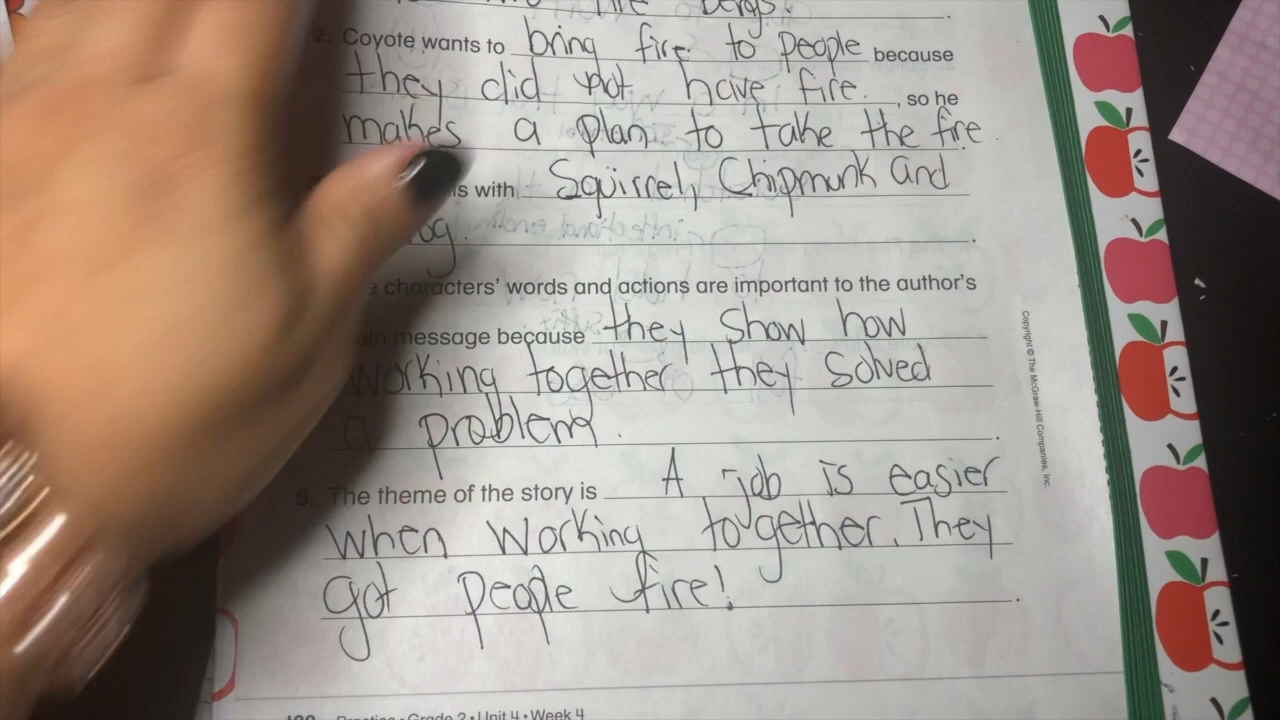 the beings.
2. Coyote wants to bring fire to people because
they did not have fire. , so he
makes a plan to take the fire.
s with Squirrel, Chipmunk and
og.
characters' words and actions are important to the author's
message because they show how
working together they solved
a problem.
5. The theme of the story is A job is easier
when working together. They
got people fire!
Practice • Grade 2 • Unit 4 • Week 4
Copyright © The McGraw-Hill Companies, Inc.